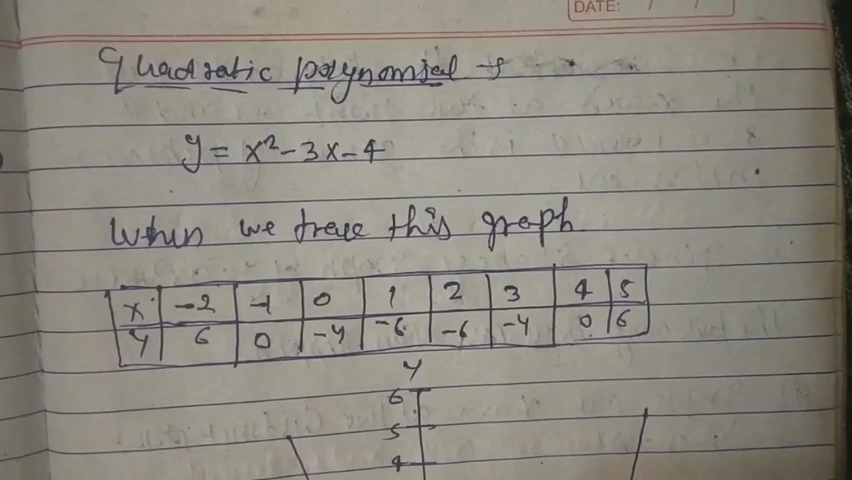 DATE: / /
Quadratic polynomial →
y = x² - 3x - 4
When we trace this graph
x -2 -1 0 1 2 3 4 5
y 6 0 -4 -6 -6 -4 0 6
y
6
5
4